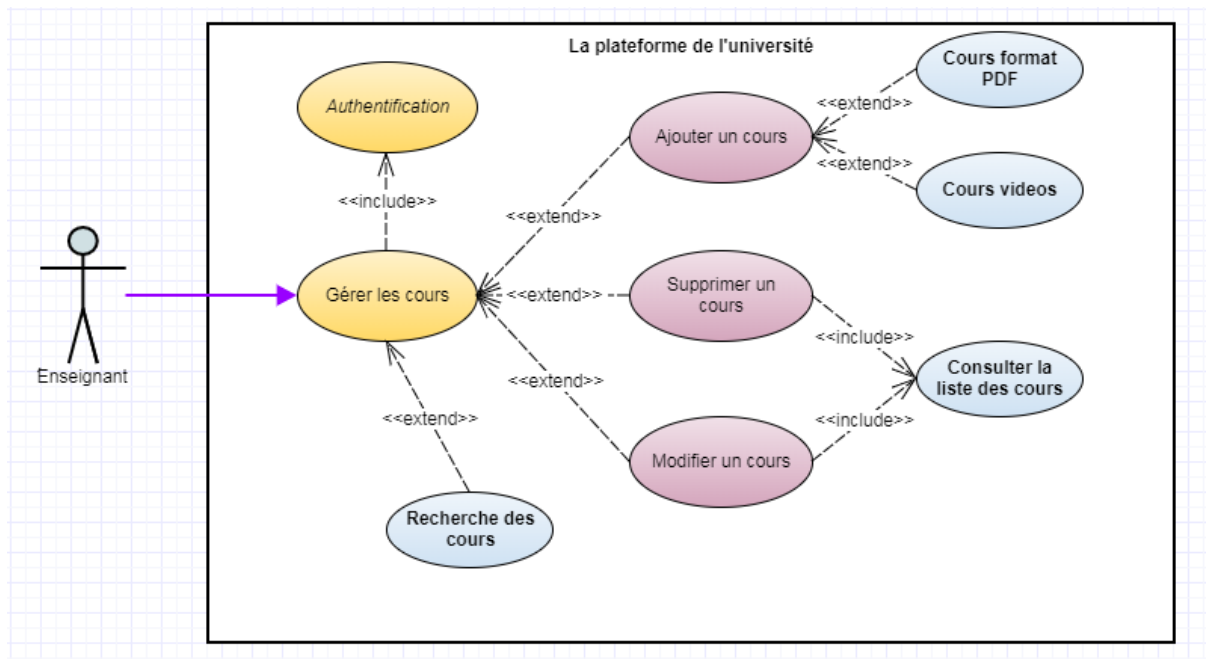 La plateforme de l'université
Cours format
PDF
Authentification
<<extend>>
Ajouter un cours
<<extend>>
Cours videos
<<include>>
<<extend>>
Gérer les cours
<<extend>>
Supprimer un
cours
<<include>>
Enseignant
<<extend>>
Consulter la
liste des cours
<<extend>>
<<include>>
Modifier un cours
Recherche des
cours